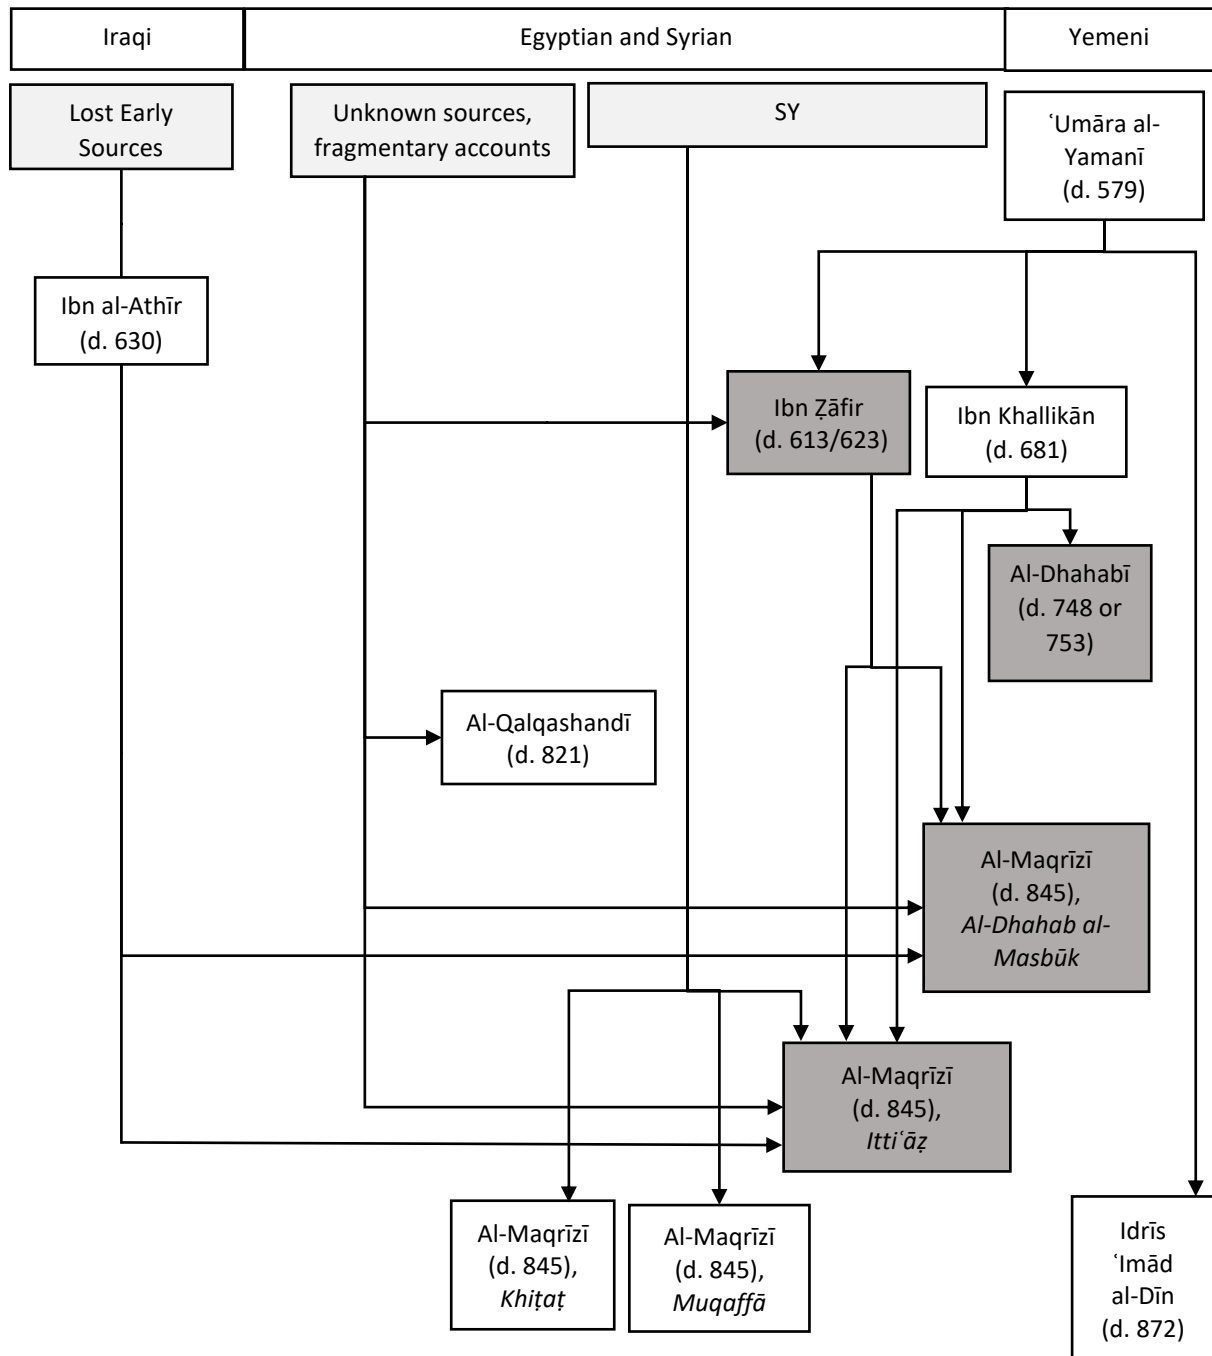 Iraqi
Egyptian and Syrian
Yemeni
Lost Early
Sources
Unknown sources,
fragmentary accounts
SY
ʿUmāra al-
Yamanī
(d. 579)
Ibn al-Athīr
(d. 630)
Ibn Ẓāfir
(d. 613/623)
Ibn Khallikān
(d. 681)
Al-Dhahabī
(d. 748 or
753)
Al-Qalqashandī
(d. 821)
Al-Maqrīzī
(d. 845),
Al-Dhahab al-
Masbūk
Al-Maqrīzī
(d. 845),
Ittiʿāẓ
Al-Maqrīzī
(d. 845),
Khiṭaṭ
Al-Maqrīzī
(d. 845),
Muqaffā
Idrīs
ʿImād
al-Dīn
(d. 872)